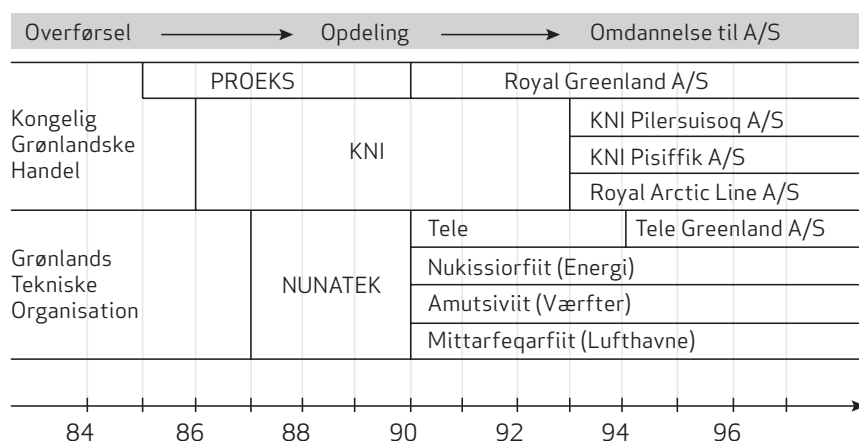 Overførsel Opdeling Omdannelse til A/S
PROEKS Royal Greenland A/S
Kongelig
Grønlandske
Handel
KNI
KNI Pilersuisoq A/S
KNI Pisiffik A/S
Royal Arctic Line A/S
Grønlands
Tekniske
Organisation
NUNATEK
Tele Tele Greenland A/S
Nukissiorfiit (Energi)
Amutsiviit (Værfter)
Mittarfeqarfiit (Lufthavne)
84 86 88 90 92 94 96